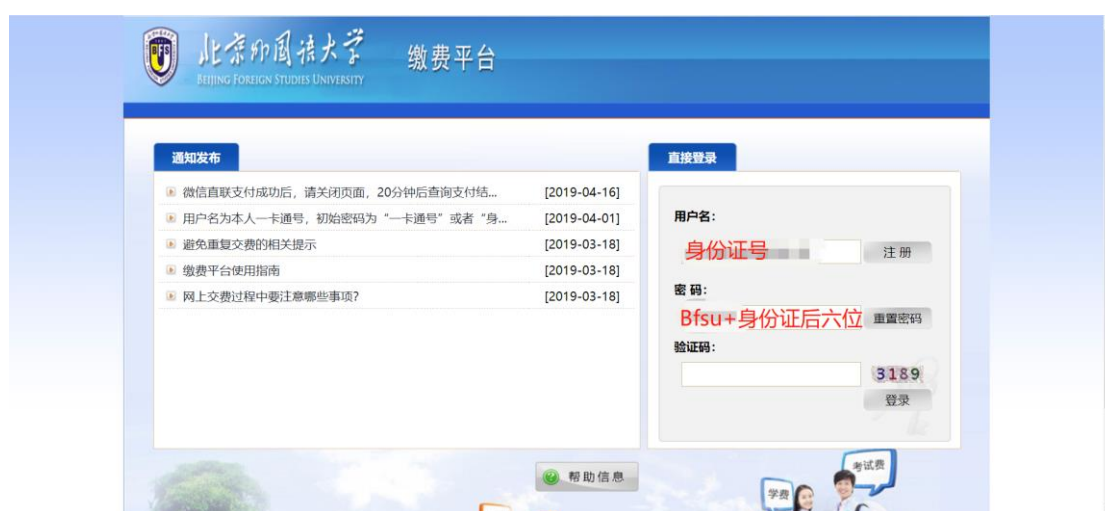 北京外国语大学
BEIJING FOREIGN STUDIES UNIVERSITY
缴费平台
通知发布
微信直联支付成功后，请关闭页面，20分钟后查询支付结... [2019-04-16]
用户名为本人一卡通号，初始密码为“一卡通号”或者“身... [2019-04-01]
避免重复交费的相关提示 [2019-03-18]
缴费平台使用指南 [2019-03-18]
网上交费过程中要注意哪些事项? [2019-03-18]
直接登录
用户名：
身份证号 注 册
密 码：
Bfsu+身份证后六位 重置密码
验证码：
3189
登录
帮助信息
学费
考试费